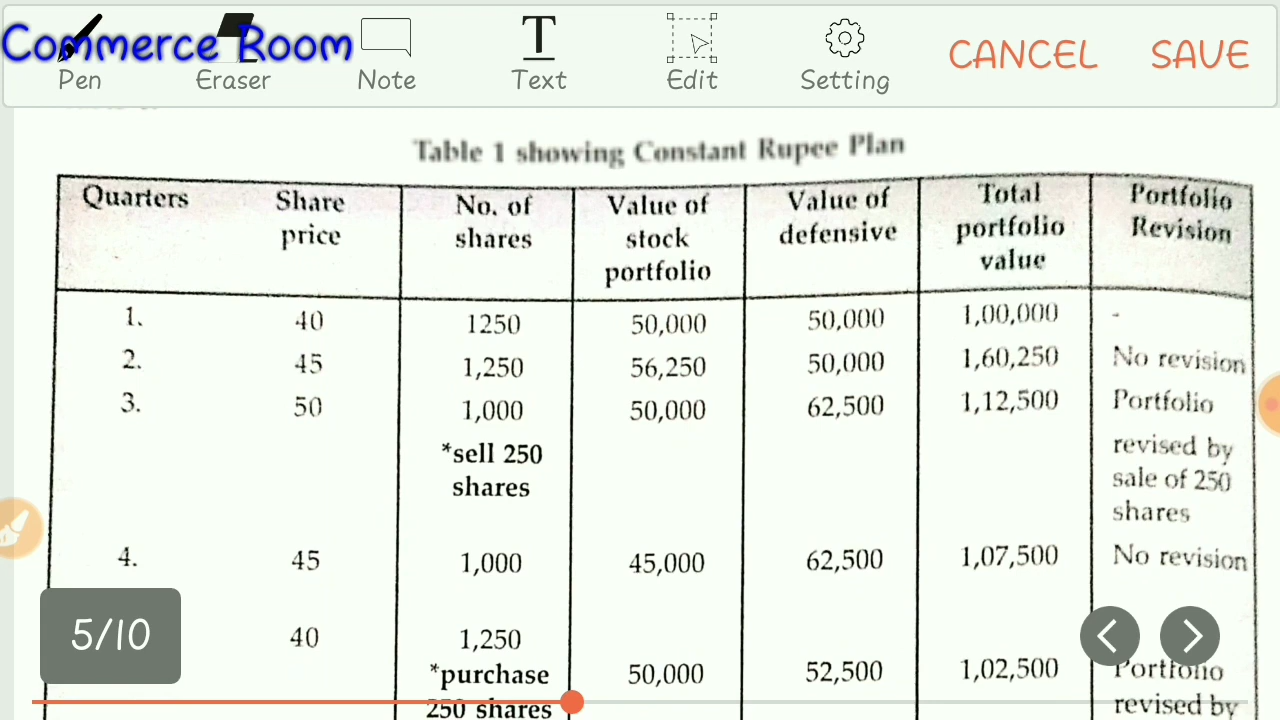 Commerce Room
Pen Eraser Note Text Edit Setting CANCEL SAVE
Table 1 showing Constant Rupee Plan
Quarters Share price No. of shares Value of stock portfolio Value of defensive Total portfolio value Portfolio Revision
1. 40 1250 50,000 50,000 1,00,000 -
2. 45 1,250 56,250 50,000 1,60,250 No revision
3. 50 1,000 50,000 62,500 1,12,500 Portfolio
*sell 250 shares
revised by
sale of 250
shares
4. 45 1,000 45,000 62,500 1,07,500 No revision
40 1,250
*purchase 50,000 52,500 1,02,500 Portfolio
250 shares revised by
5/10